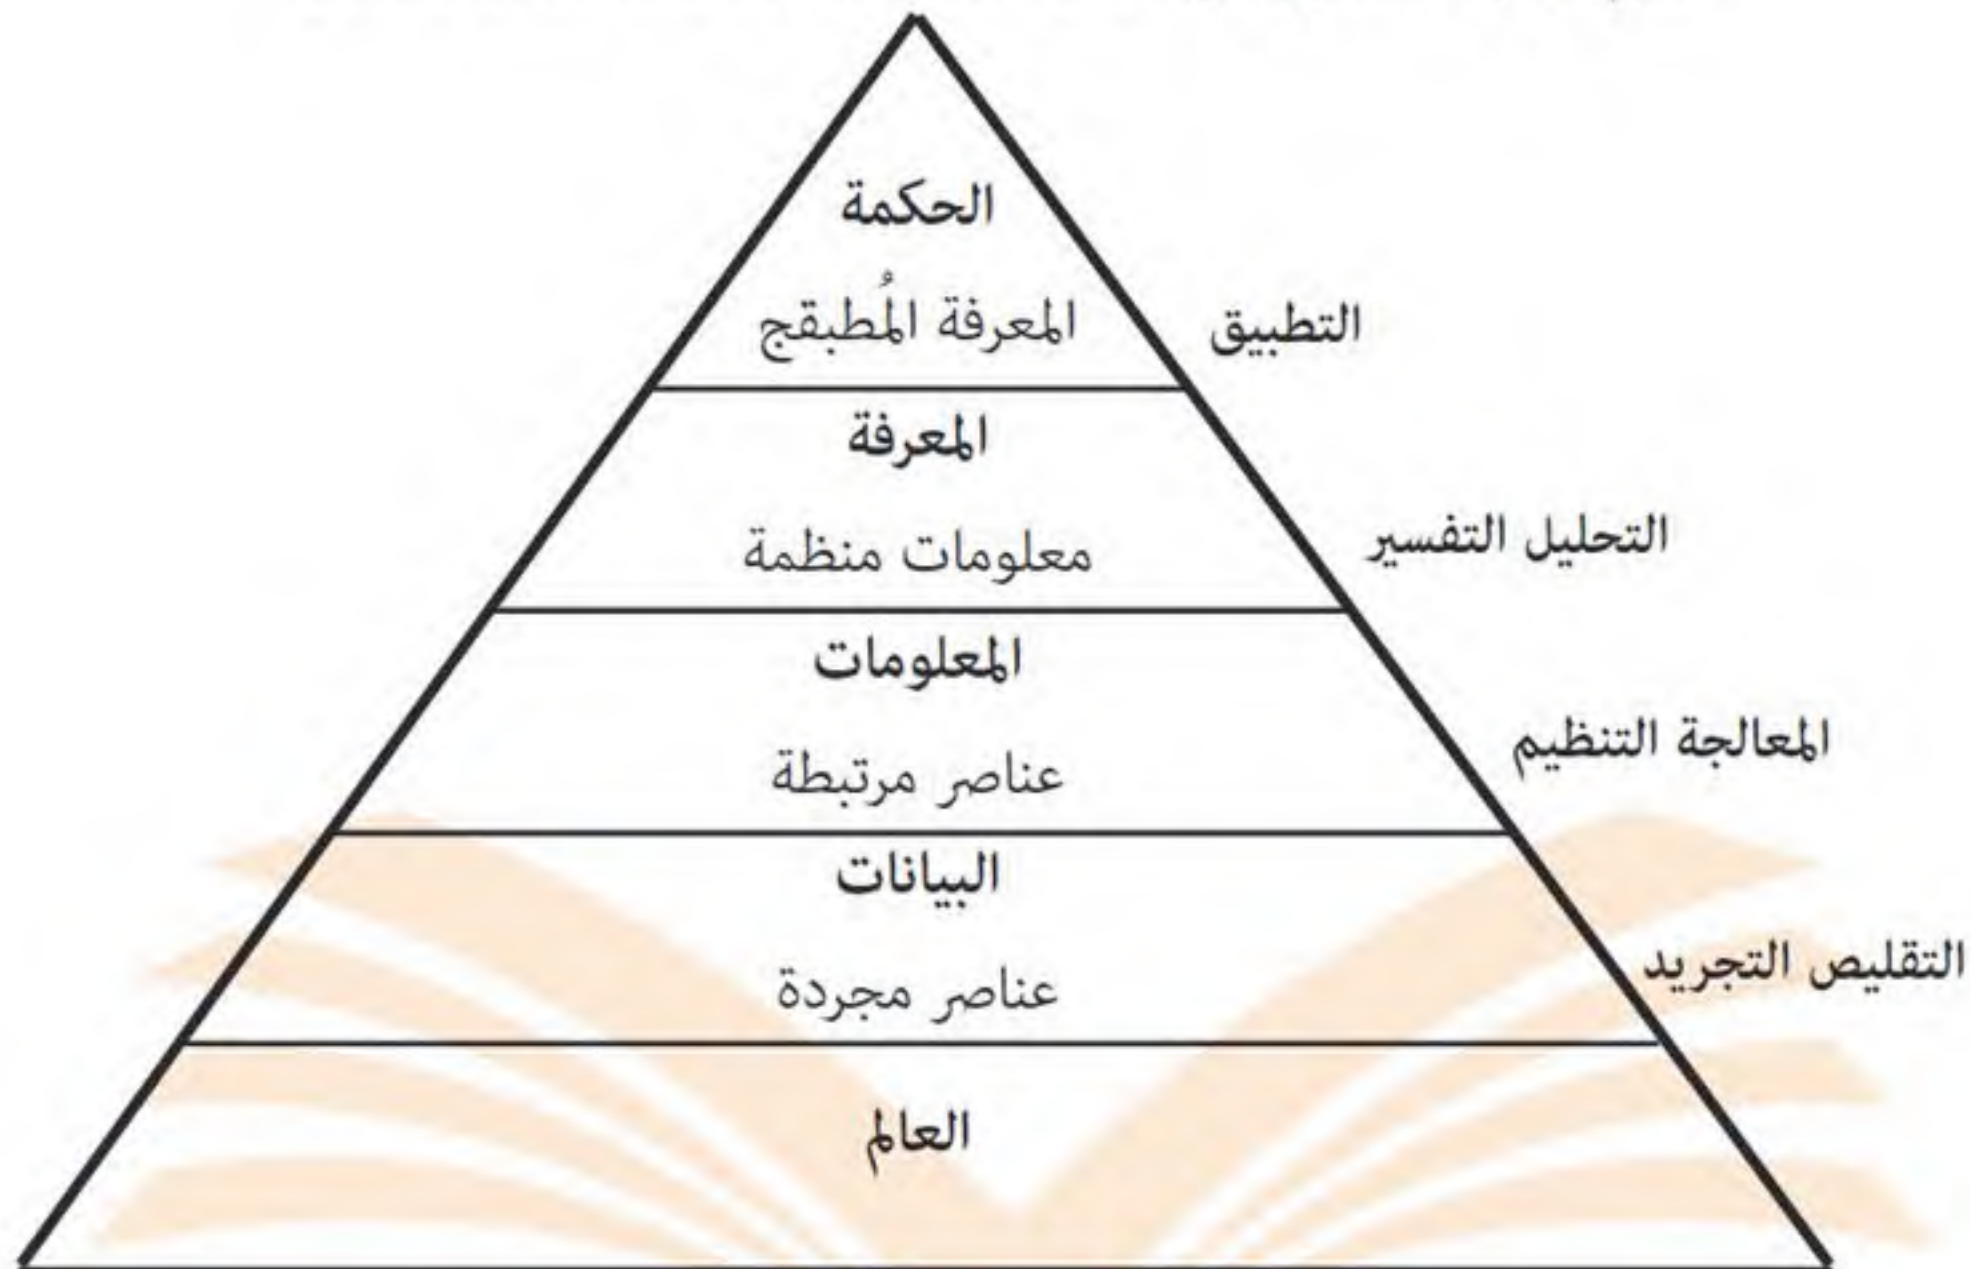 الحكمة
المعرفة المُطبقج
التطبيق
المعرفة
معلومات منظمة
التحليل التفسير
المعلومات
عناصر مرتبطة
المعالجة التنظيم
البيانات
عناصر مجردة
التقليص التجريد
العالم